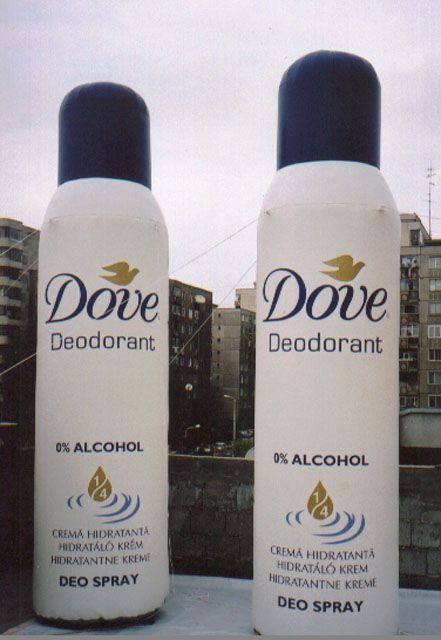 Dove
Deodorant
0% ALCOHOL
1/4
CREMĂ HIDRATANTĂ
HIDRATÁLÓ KRÉM
HIDRATANTNE KREME
DEO SPRAY
Dove
Deodorant
0% ALCOHOL
1/4
CREMĂ HIDRATANTĂ
HIDRATÁLÓ KREM
HIDRATANTNE KREME
DEO SPRAY